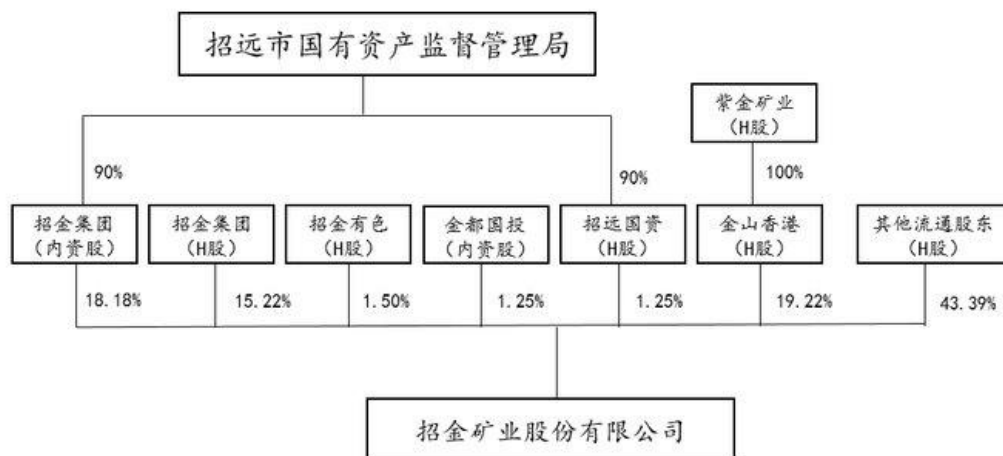 招远市国有资产监督管理局
紫金矿业
（H股）
90%
90%
100%
招金集团
（内资股）
招金集团
（H股）
招金有色
（H股）
金都国投
（内资股）
招远国资
（H股）
金山香港
（H股）
其他流通股东
（H股）
18.18%
15.22%
1.50%
1.25%
1.25%
19.22%
43.39%
招金矿业股份有限公司